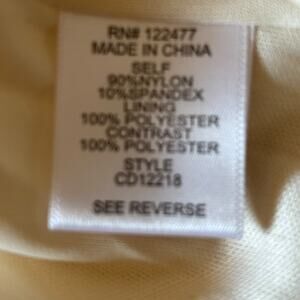 RN# 122477
MADE IN CHINA
SELF
90%NYLON
10%SPANDEX
LINING
100% POLYESTER
CONTRAST
100% POLYESTER
STYLE
CD12218
SEE REVERSE